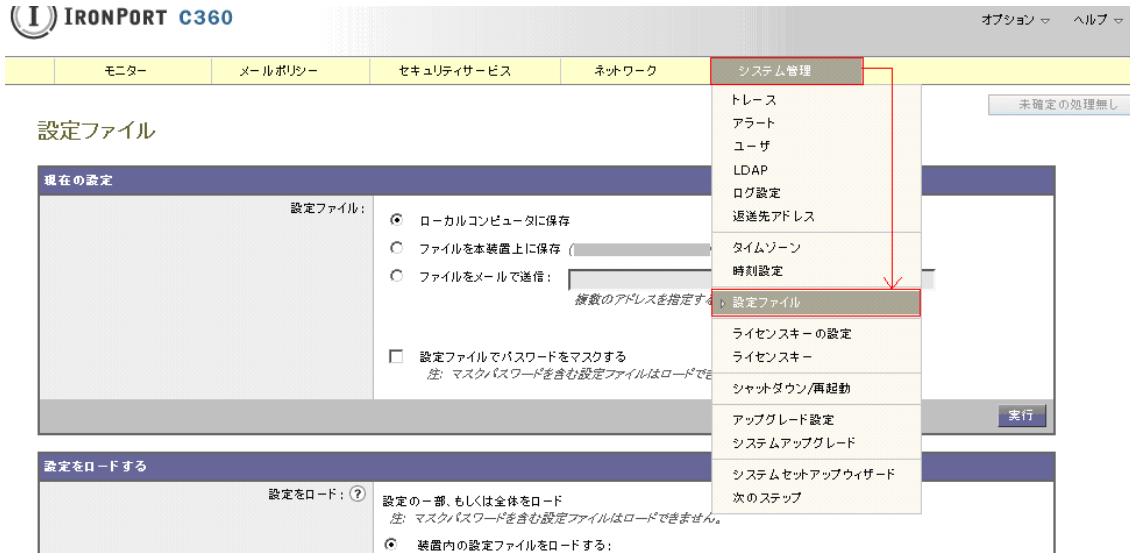 IRONPORT C360
オプション ヘルプ
モニター メールポリシー セキュリティサービス ネットワーク システム管理
未確定の処理無し
設定ファイル
現在の設定
設定ファイル:
ローカルコンピュータに保存
ファイルを本装置上に保存 (
ファイルをメールで送信:
複数のアドレスを指定する
設定ファイルでパスワードをマスクする
注: マスクパスワードを含む設定ファイルはロードでき
実行
設定をロードする
設定をロード: ?
設定の一部、もしくは全体をロード
注: マスクパスワードを含む設定ファイルはロードできません。
装置内の設定ファイルをロードする:
トレース
アラート
ユーザ
LDAP
ログ設定
返送先アドレス
タイムゾーン
時刻設定
設定ファイル
ライセンスキーの設定
ライセンスキー
シャットダウン/再起動
アップグレード設定
システムアップグレード
システムセットアップウィザード
次のステップ